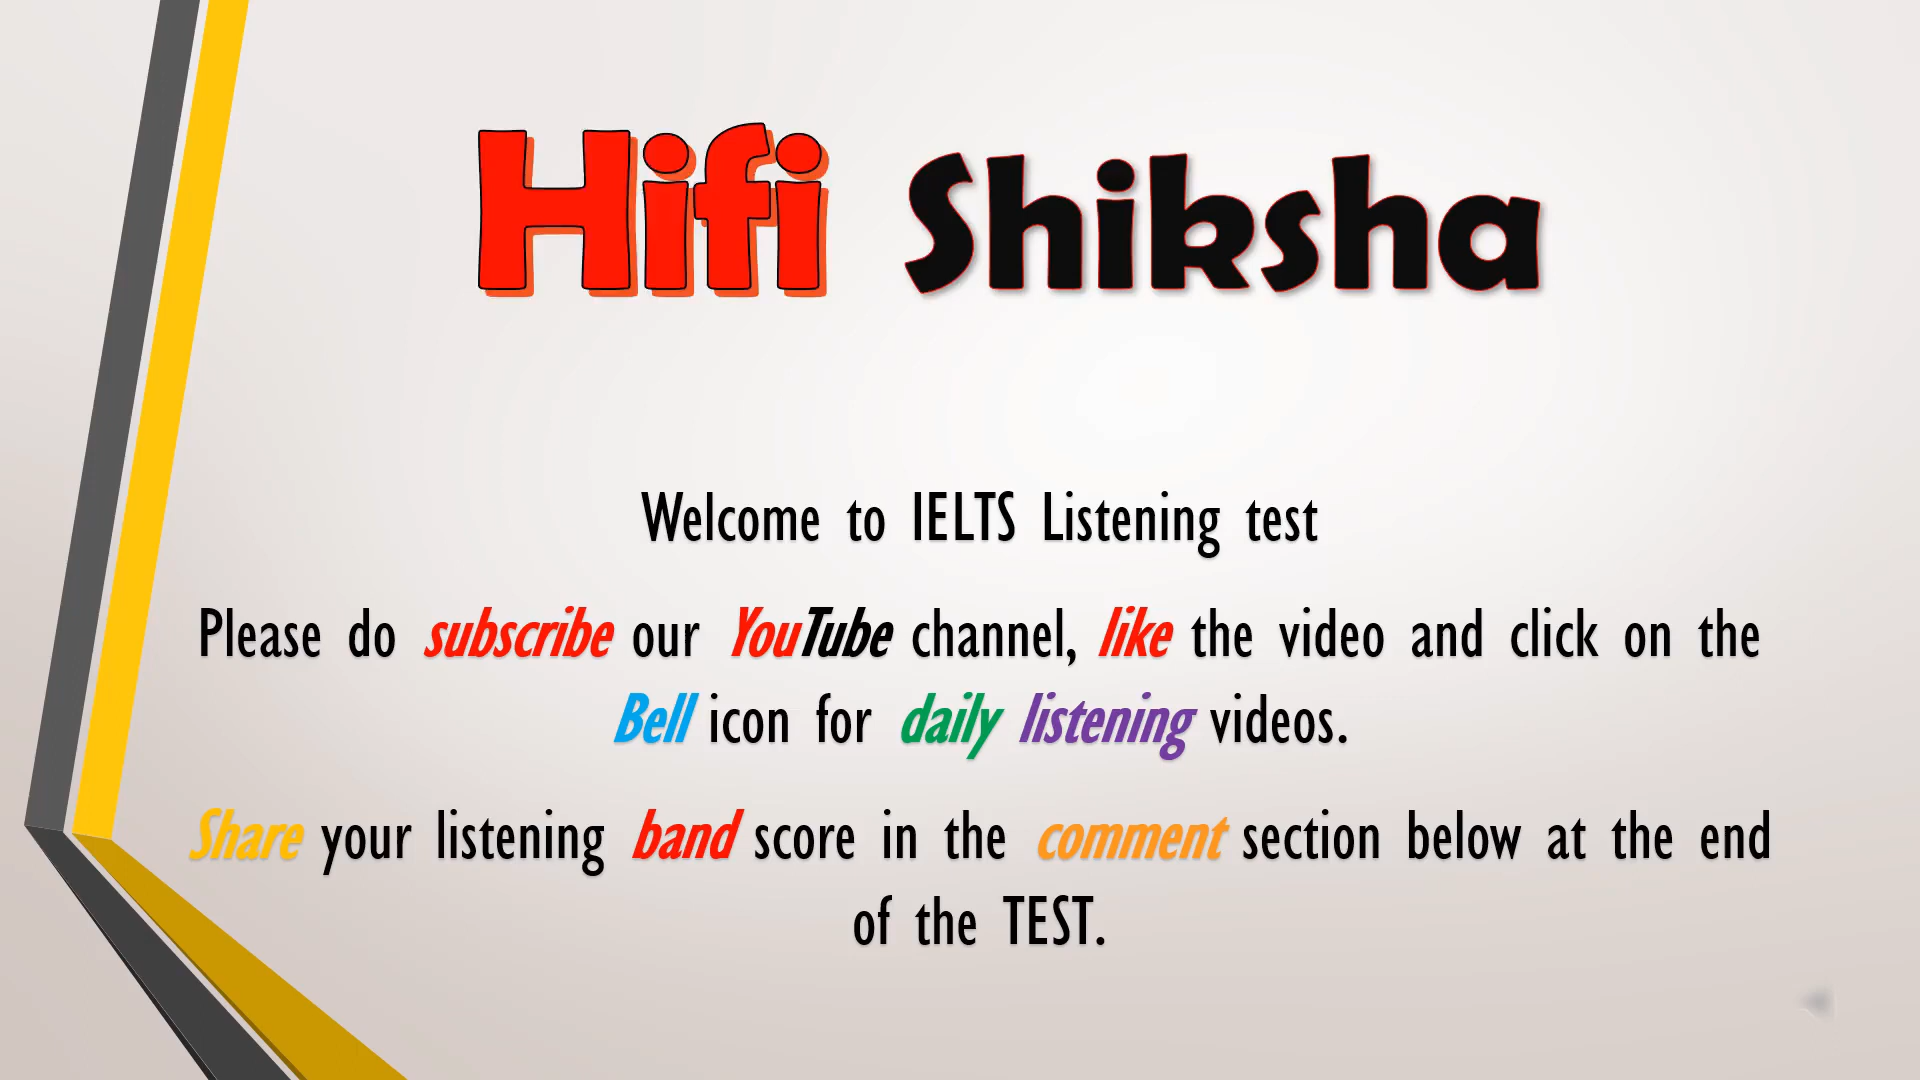 Hifi Shiksha
Welcome to IELTS Listening test
Please do subscribe our YouTube channel, like the video and click on the
Bell icon for daily listening videos.
Share your listening band score in the comment section below at the end
of the TEST.